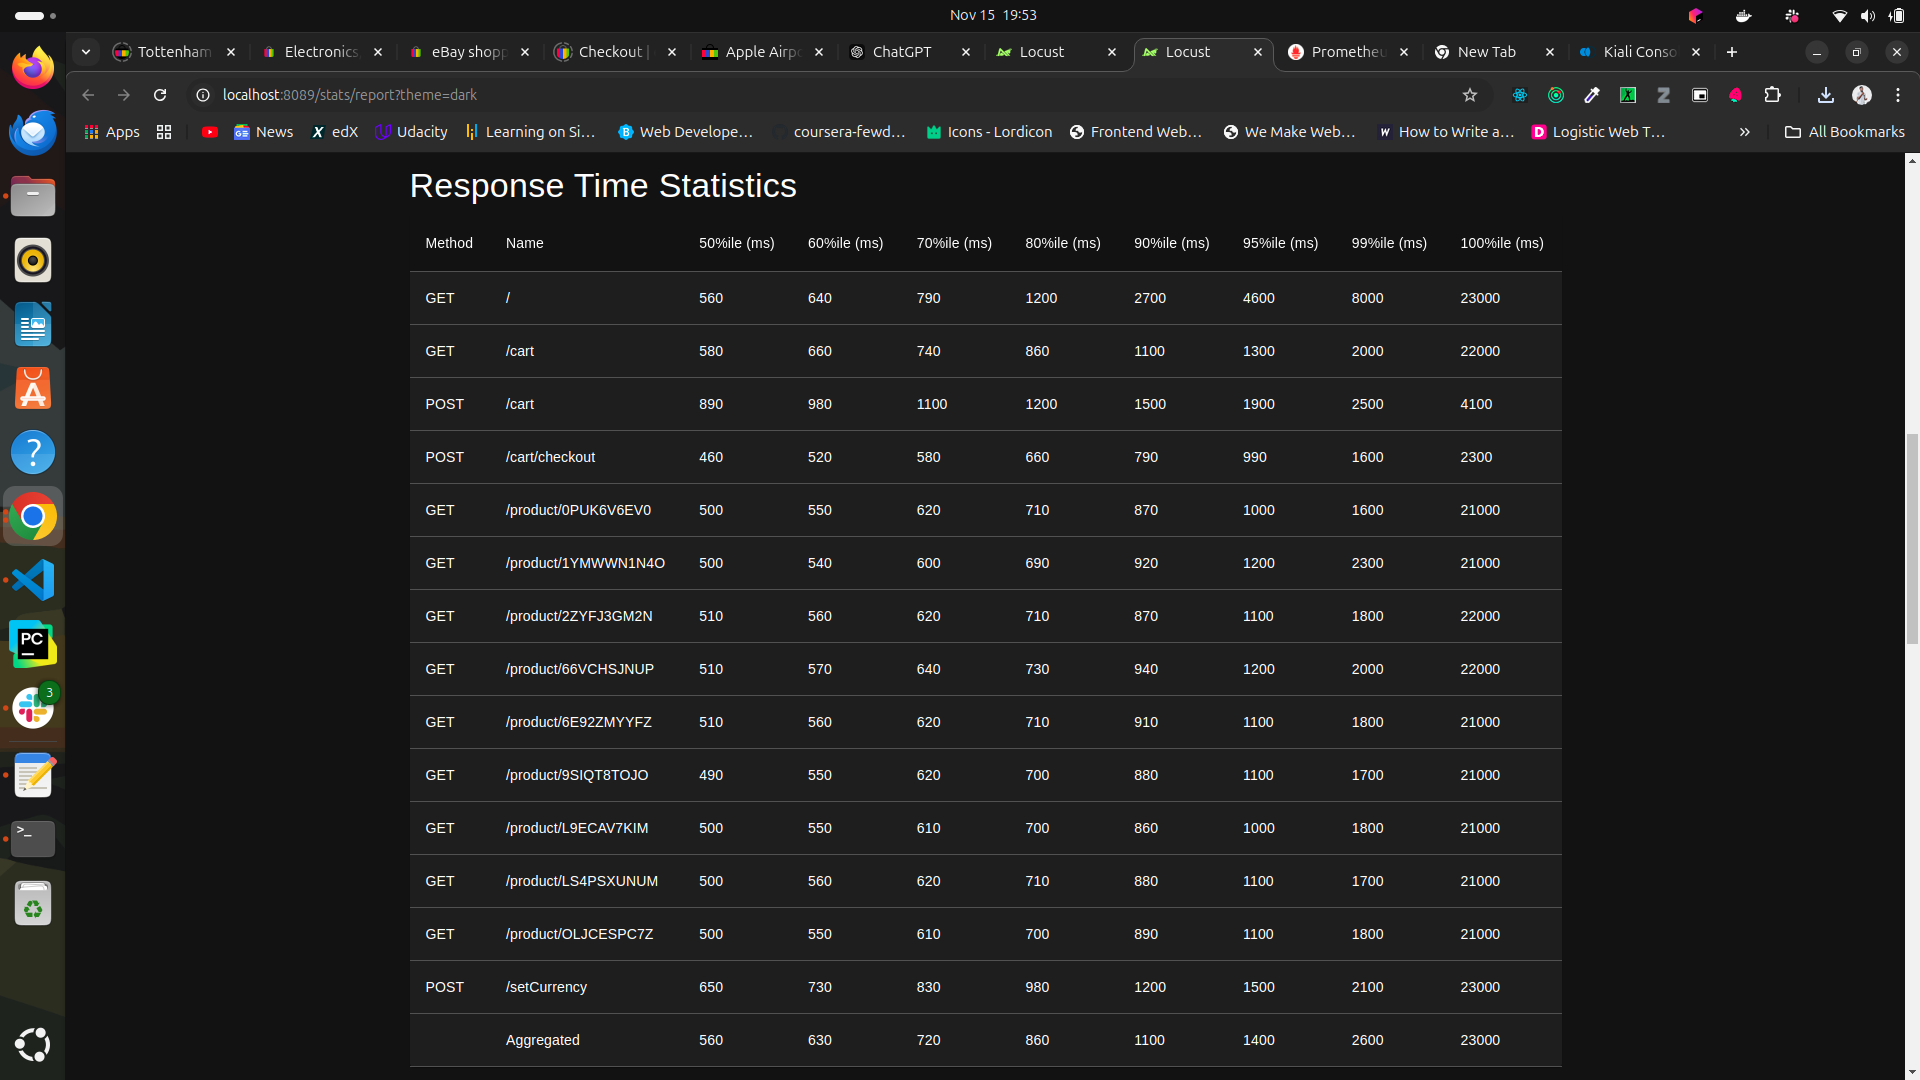 Nov 15 19:53
Tottenham
Electronics,
eBay shopp
Checkout |
Apple Airpo
ChatGPT
Locust
Locust
Prometheu
New Tab
Kiali Conso
localhost:8089/stats/report?theme=dark
Apps
News
edX
Udacity
Learning on Si...
Web Develope...
coursera-fewd...
Icons - Lordicon
Frontend Web...
We Make Web...
How to Write a...
Logistic Web T...
All Bookmarks
Response Time Statistics
Method Name 50%ile (ms) 60%ile (ms) 70%ile (ms) 80%ile (ms) 90%ile (ms) 95%ile (ms) 99%ile (ms) 100%ile (ms)
GET / 560 640 790 1200 2700 4600 8000 23000
GET /cart 580 660 740 860 1100 1300 2000 22000
POST /cart 890 980 1100 1200 1500 1900 2500 4100
POST /cart/checkout 460 520 580 660 790 990 1600 2300
GET /product/0PUK6V6EV0 500 550 620 710 870 1000 1600 21000
GET /product/1YMWWN1N4O 500 540 600 690 920 1200 2300 21000
GET /product/2ZYFJ3GM2N 510 560 620 710 870 1100 1800 22000
GET /product/66VCHSJNUP 510 570 640 730 940 1200 2000 22000
GET /product/6E92ZMYYFZ 510 560 620 710 910 1100 1800 21000
GET /product/9SIQT8TOJO 490 550 620 700 880 1100 1700 21000
GET /product/L9ECAV7KIM 500 550 610 700 860 1000 1800 21000
GET /product/LS4PSXUNUM 500 560 620 710 880 1100 1700 21000
GET /product/OLJCESPC7Z 500 550 610 700 890 1100 1800 21000
POST /setCurrency 650 730 830 980 1200 1500 2100 23000
Aggregated 560 630 720 860 1100 1400 2600 23000
PC
3